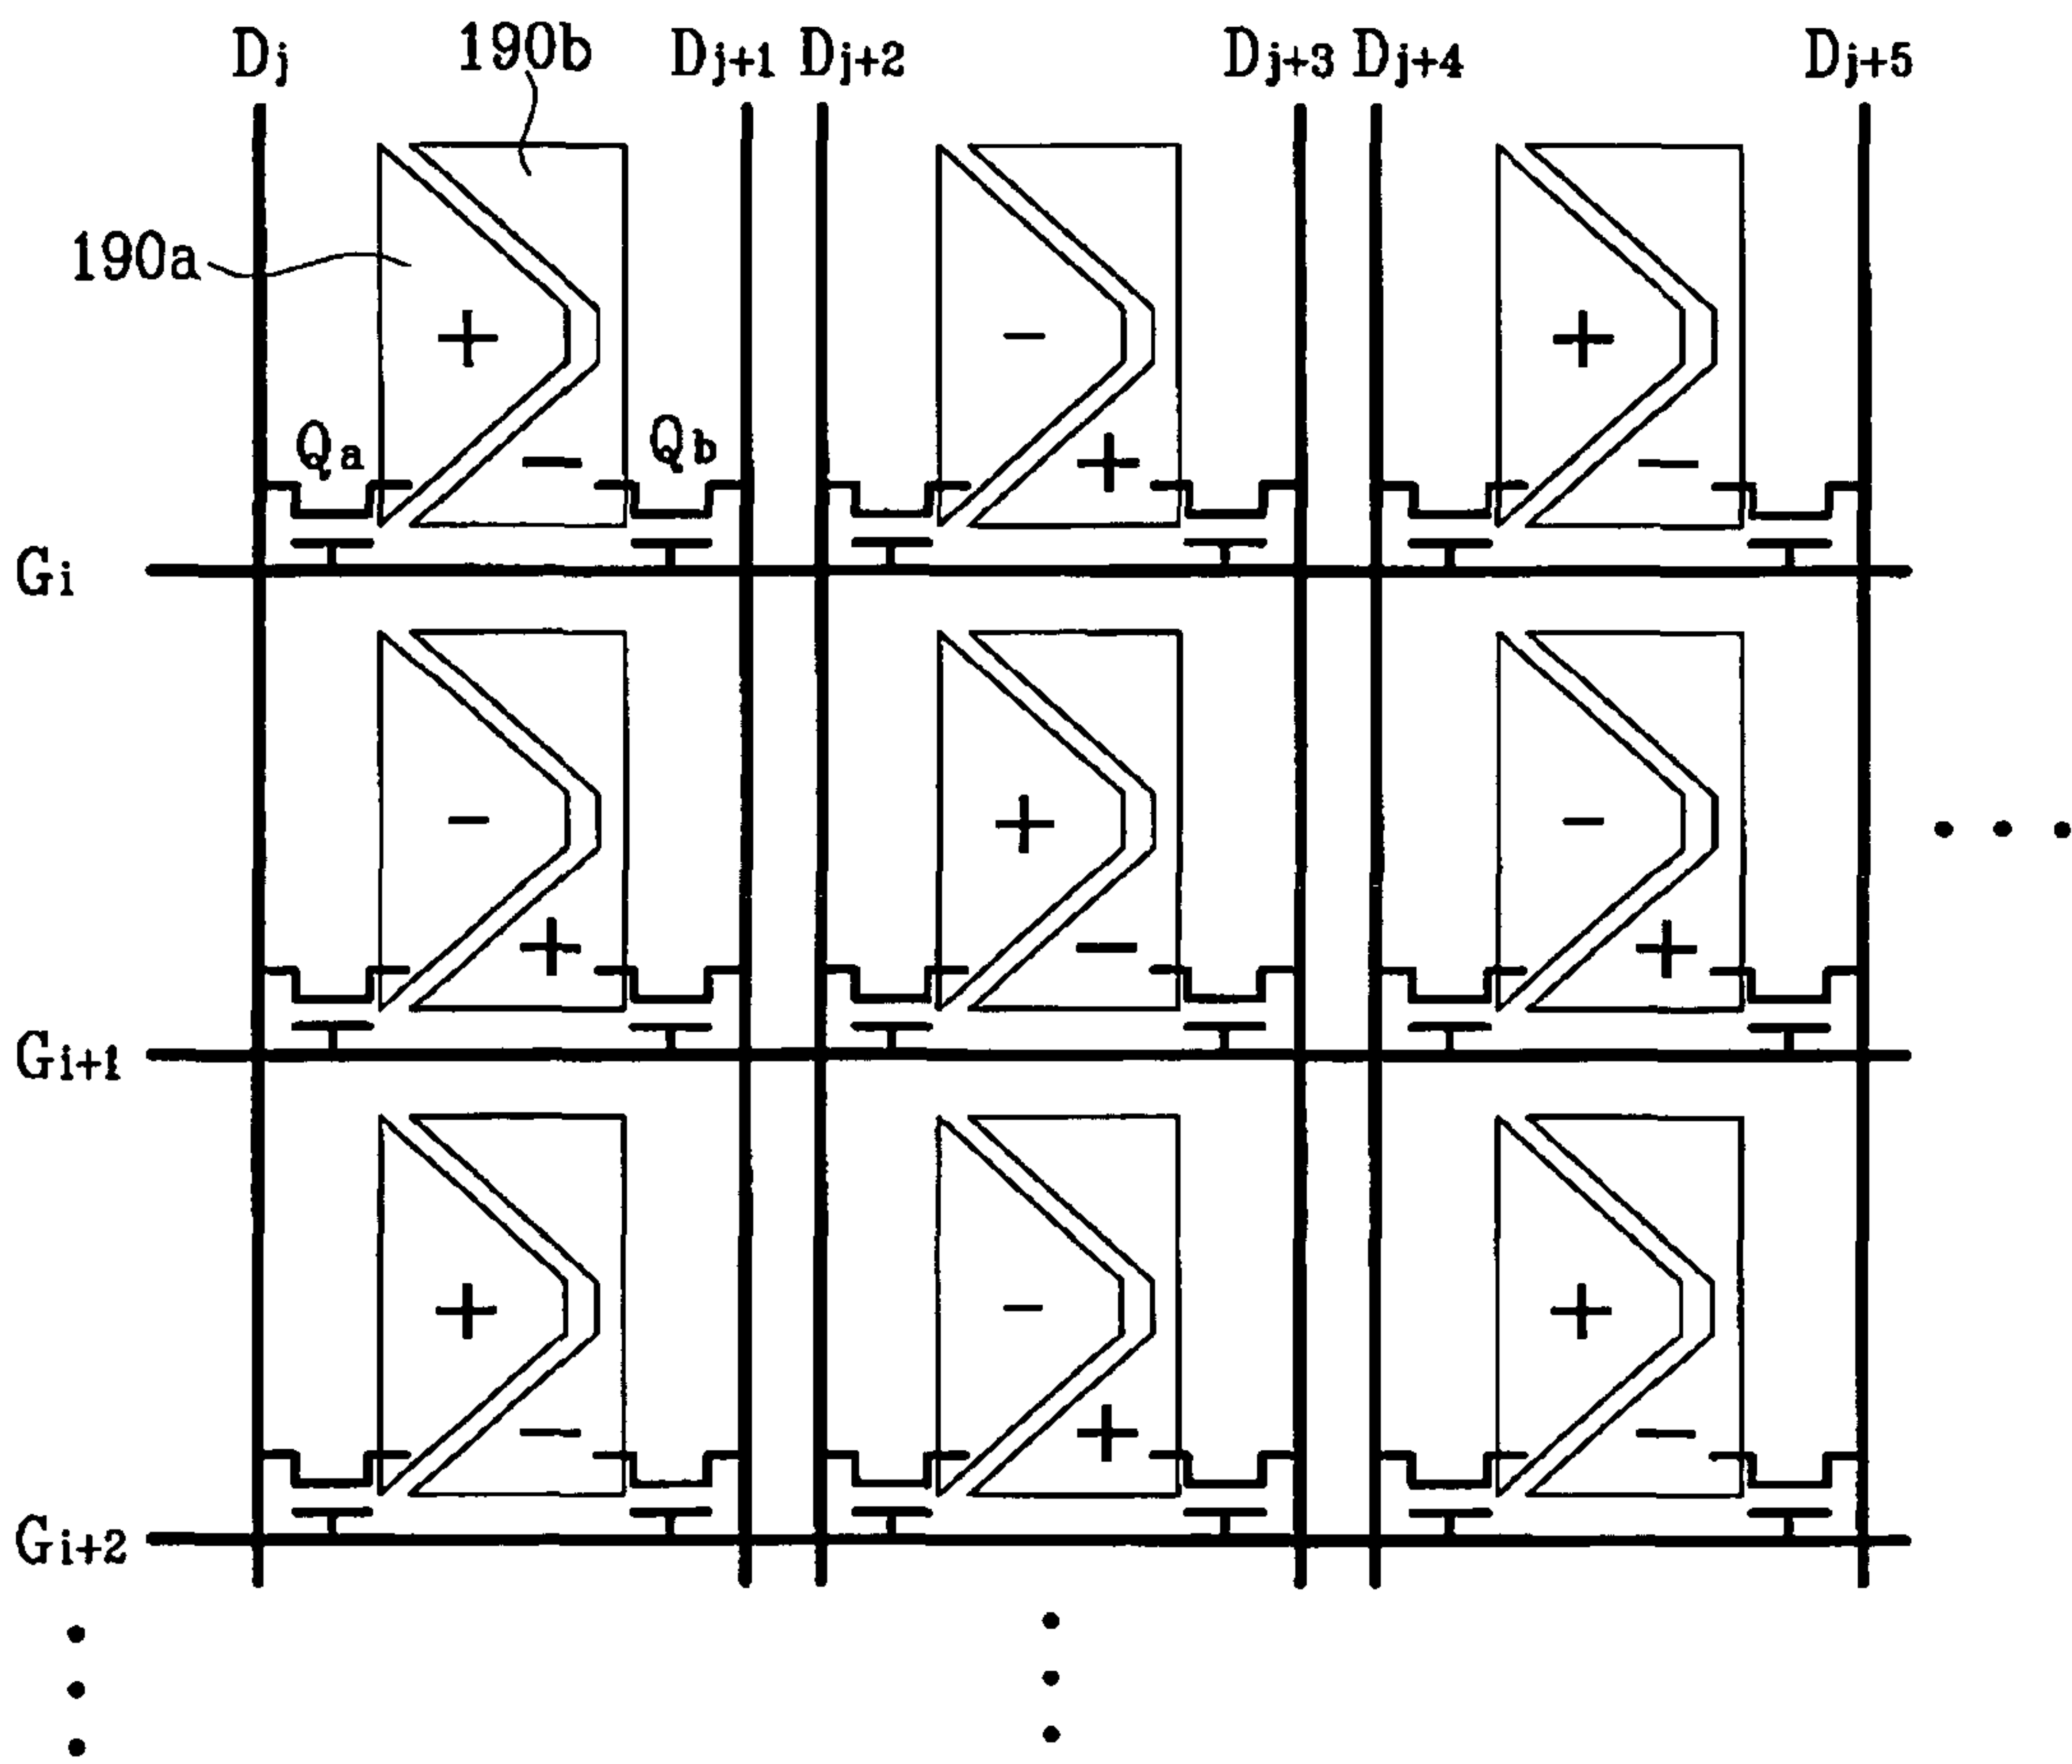 Dj 190b Dj+1 Dj+2 Dj+3 Dj+4 Dj+5
190a
+ - +
Qa Qb
− + −
Gi
- + -
+ − +
Gi+1
+ - +
− + −
Gi+2